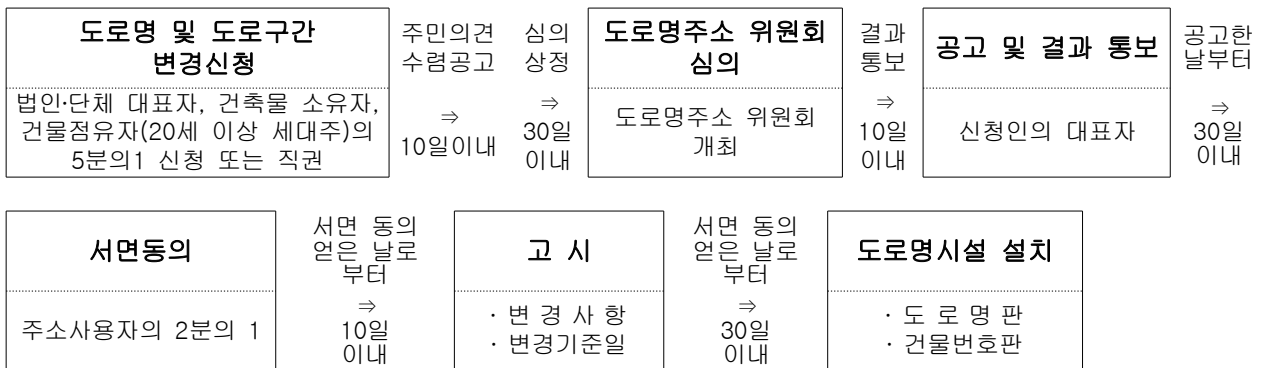 도로명 및 도로구간
변경신청
법인·단체 대표자, 건축물 소유자,
건물점유자(20세 이상 세대주)의
5분의1 신청 또는 직권
주민의견
수렴공고
⇒
10일이내
심의
상정
⇒
30일
이내
도로명주소 위원회
심의
도로명주소 위원회
개최
결과
통보
⇒
10일
이내
공고 및 결과 통보
신청인의 대표자
공고한
날부터
⇒
30일
이내
서면동의
주소사용자의 2분의 1
서면 동의
얻은 날로
부터
⇒
10일
이내
고 시
· 변 경 사 항
· 변경기준일
서면 동의
얻은 날로
부터
⇒
30일
이내
도로명시설 설치
· 도 로 명 판
· 건물번호판